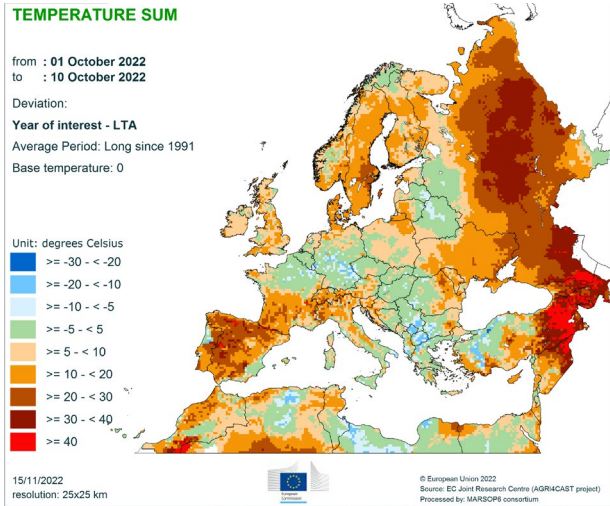 TEMPERATURE SUM
from : 01 October 2022
to : 10 October 2022
Deviation:
Year of interest - LTA
Average Period: Long since 1991
Base temperature: 0
Unit: degrees Celsius
>= -30 - < -20
>= -20 - < -10
>= -10 - < -5
>= -5 - < 5
>= 5 - < 10
>= 10 - < 20
>= 20 - < 30
>= 30 - < 40
>= 40
15/11/2022
resolution: 25x25 km
European
Commission
© European Union 2022
Source: EC Joint Research Centre (AGRI4CAST project)
Processed by: MARSOP6 consortium